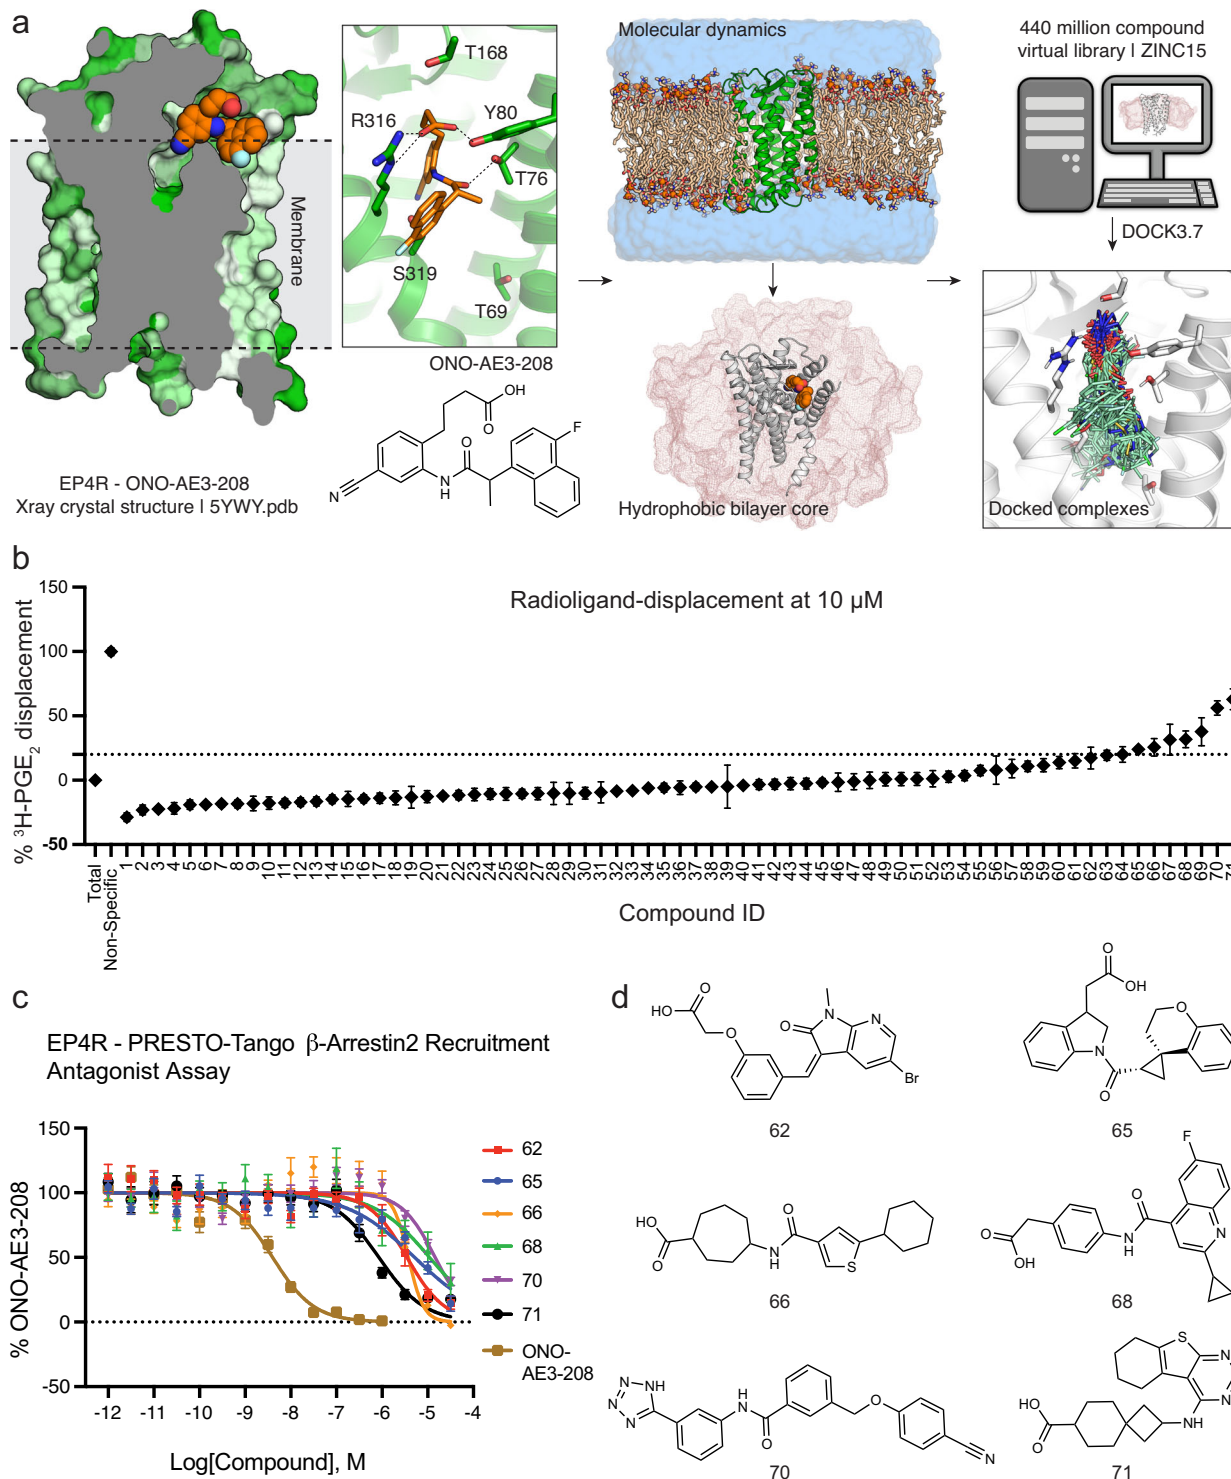 a
T168
R316
Y80
T76
S319
T69
Membrane
EP4R - ONO-AE3-208
Xray crystal structure | 5YWY.pdb
ONO-AE3-208
OH
O
F
O
N
H
N
Molecular dynamics
Hydrophobic bilayer core
440 million compound
virtual library | ZINC15
DOCK3.7
Docked complexes
b
Radioligand-displacement at 10 µM
% ³H-PGE₂ displacement
150
100
50
0
-50
Total
Non-Specific
1 2 3 4 5 6 7 8 9 10 11 12 13 14 15 16 17 18 19 20 21 22 23 24 25 26 27 28 29 30 31 32 33 34 35 36 37 38 39 40 41 42 43 44 45 46 47 48 49 50 51 52 53 54 55 56 57 58 59 60 61 62 63 64 65 66 67 68 69 70 71
Compound ID
c
EP4R - PRESTO-Tango β-Arrestin2 Recruitment
Antagonist Assay
% ONO-AE3-208
150
100
50
0
-50
-12 -11 -10 -9 -8 -7 -6 -5 -4
Log[Compound], M
62
65
66
68
70
71
ONO-
AE3-208
d
O
HO
O
O
N
N
Br
62
O
OH
N
O
O
65
O
HO
O
N
H
S
66
F
O
N
H
N
O
OH
68
N
N
N
NH
H
N
O
O
N
70
S
N
N
O
HO
NH
71